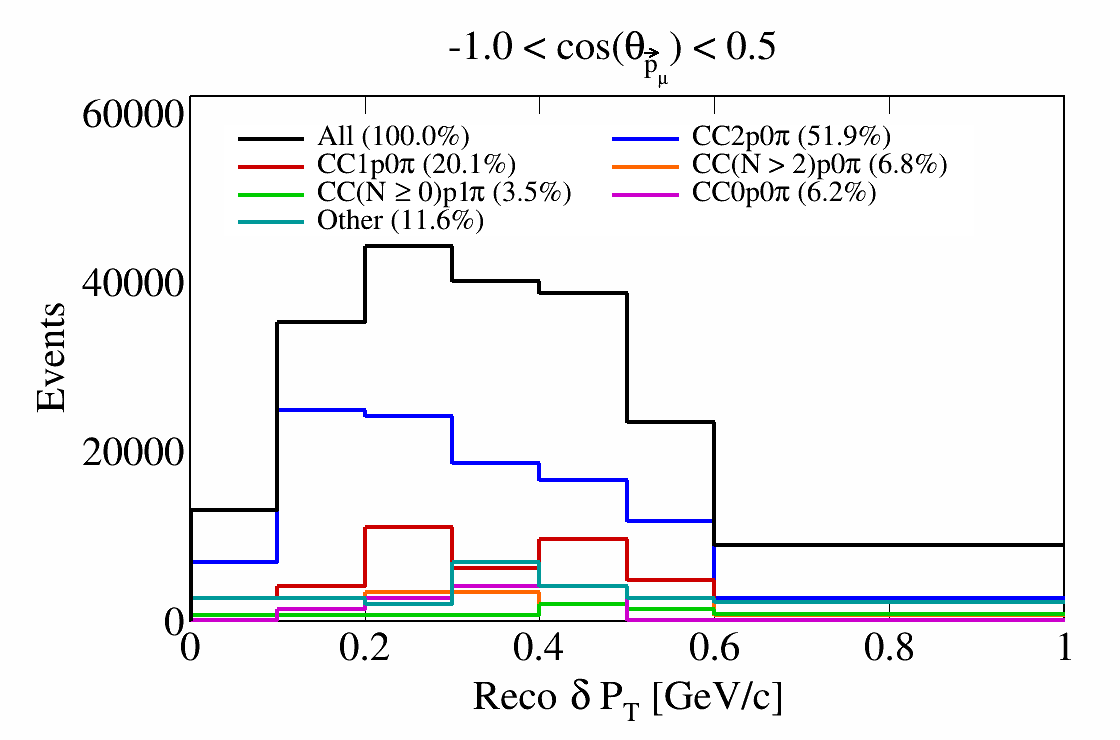 -1.0 < cos(θ_p⃗_μ) < 0.5
60000
40000
20000
0
Events
All (100.0%)
CC2p0π (51.9%)
CC1p0π (20.1%)
CC(N > 2)p0π (6.8%)
CC(N ≥ 0)p1π (3.5%)
CC0p0π (6.2%)
Other (11.6%)
0 0.2 0.4 0.6 0.8 1
Reco δ P_T [GeV/c]